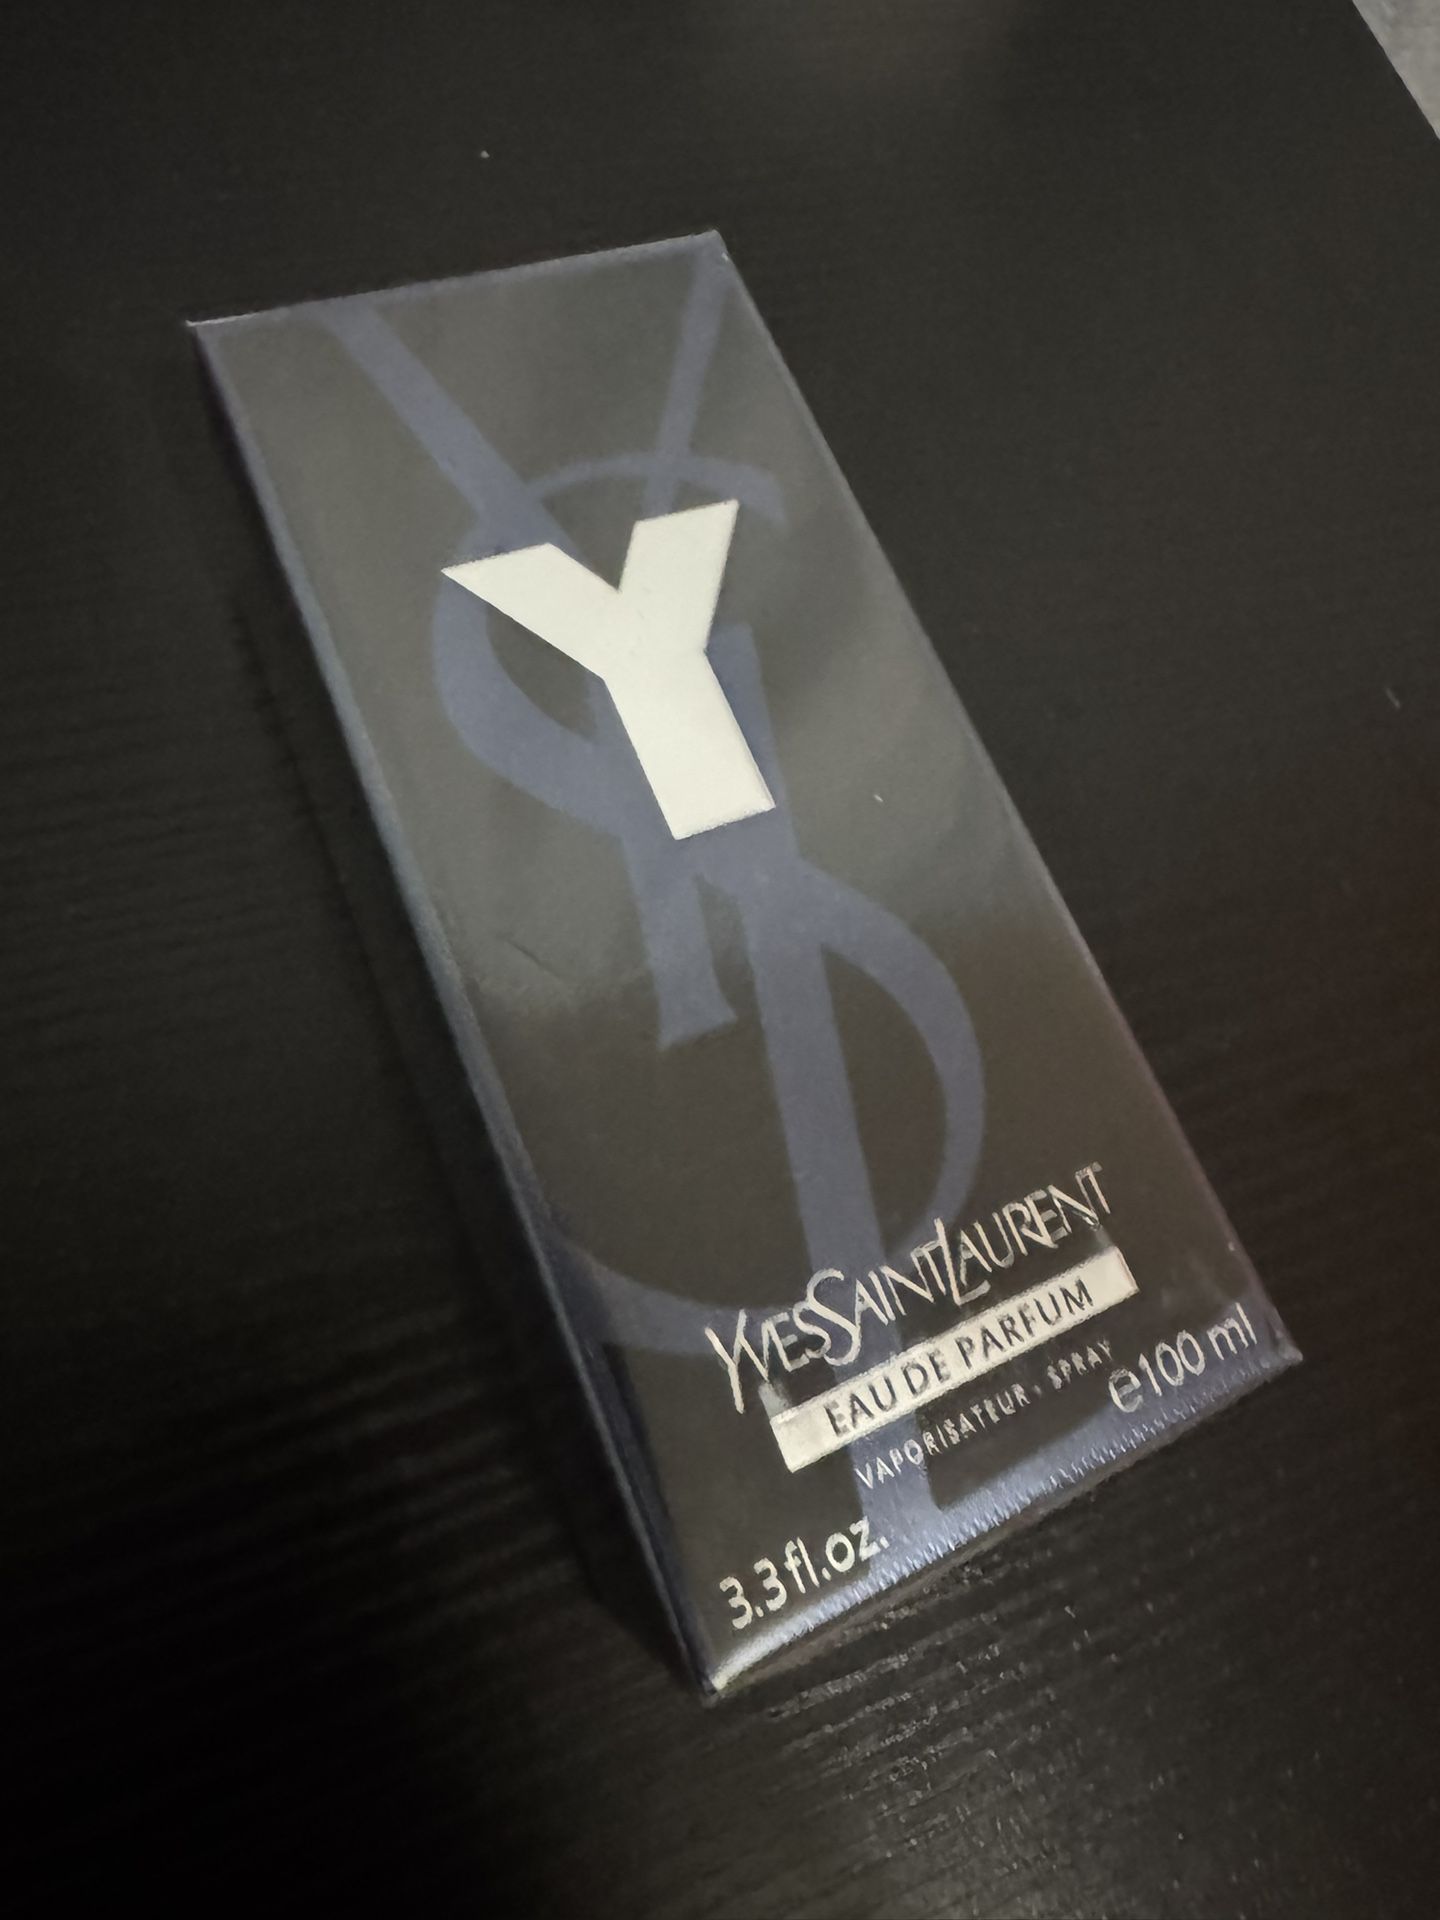 Y
YVESSAINTLAURENT
EAU DE PARFUM
VAPORISATEUR · SPRAY
3.3 fl.oz. ℮100 ml